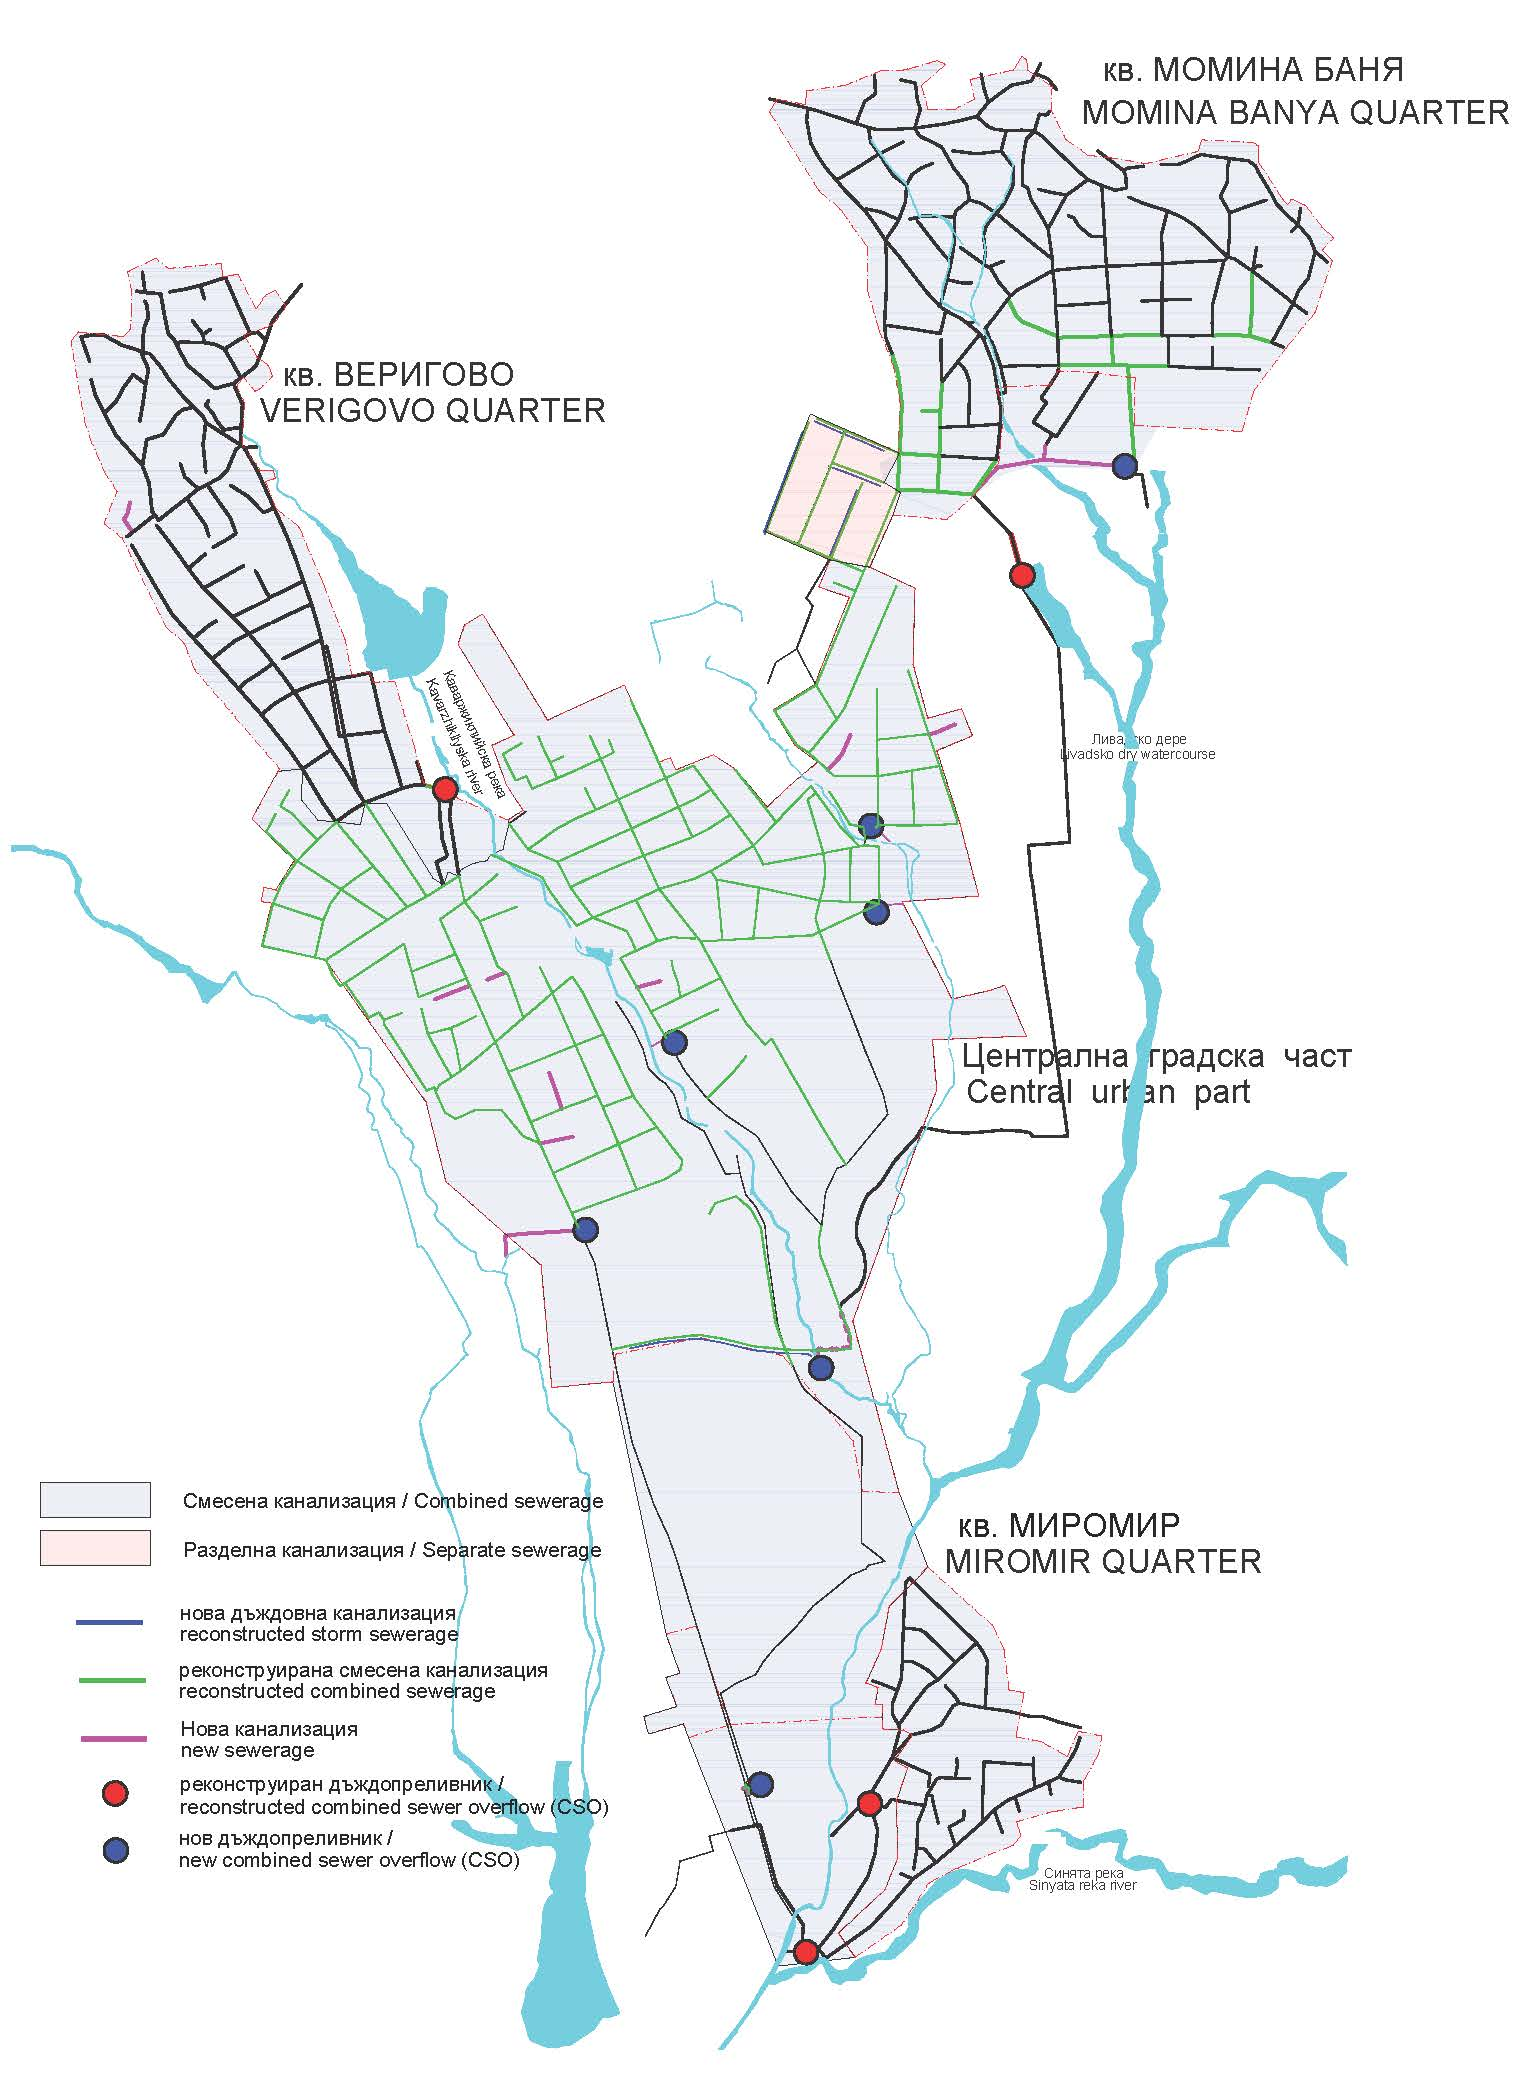 кв. МОМИНА БАНЯ
MOMINA BANYA QUARTER
кв. ВЕРИГОВО
VERIGOVO QUARTER
Каваржиклийска река
Kavarzhikliyska river
Лива ско дере
Livadsko dry watercourse
Централна градска част
Central urban part
кв. МИРОМИР
MIROMIR QUARTER
Смесена канализация / Combined sewerage
Разделна канализация / Separate sewerage
нова дъждовна канализация
reconstructed storm sewerage
реконструирана смесена канализация
reconstructed combined sewerage
Нова канализация
new sewerage
реконструиран дъждопреливник /
reconstructed combined sewer overflow (CSO)
нов дъждопреливник /
new combined sewer overflow (CSO)
Синята река
Sinyata reka river